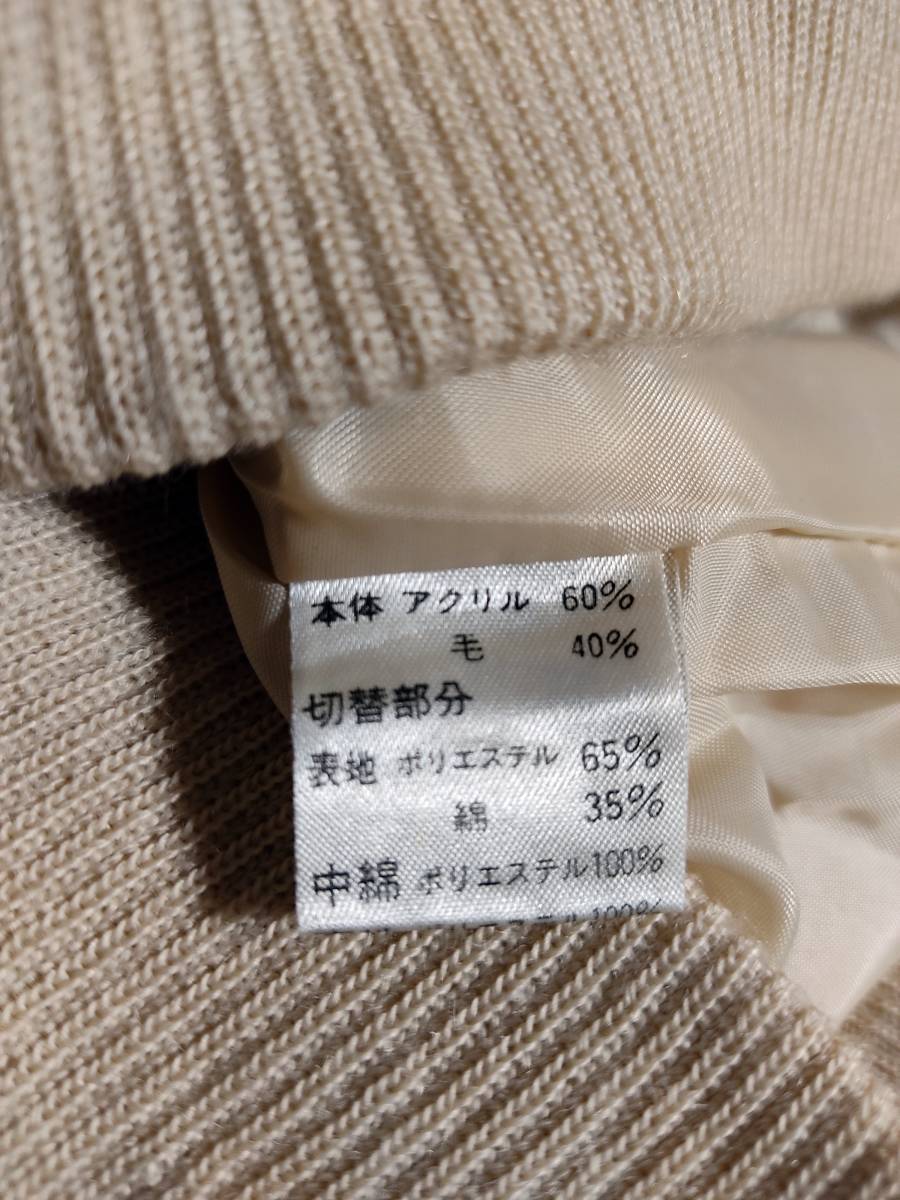 本体 アクリル 60%
毛 40%
切替部分
表地 ポリエステル 65%
綿 35%
中綿 ポリエステル100%